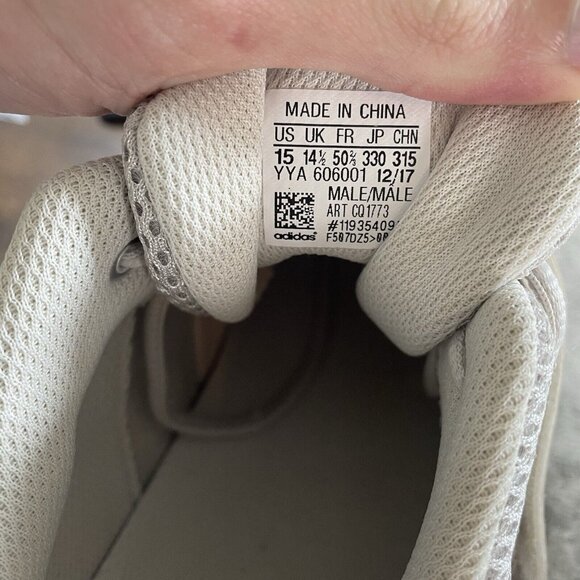 MADE IN CHINA
US UK FR JP CHN
15 14½ 50⅔ 330 315
YYA 606001 12/17
MALE/MÂLE
ART CQ1773
#11935409
adidas